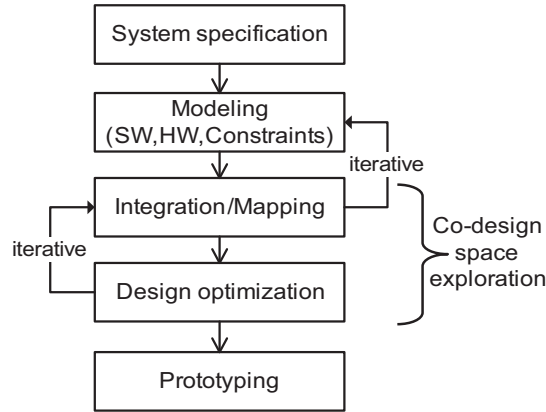 System specification
Modeling
(SW,HW,Constraints)
iterative
Integration/Mapping
iterative
Design optimization
Co-design
space
exploration
Prototyping